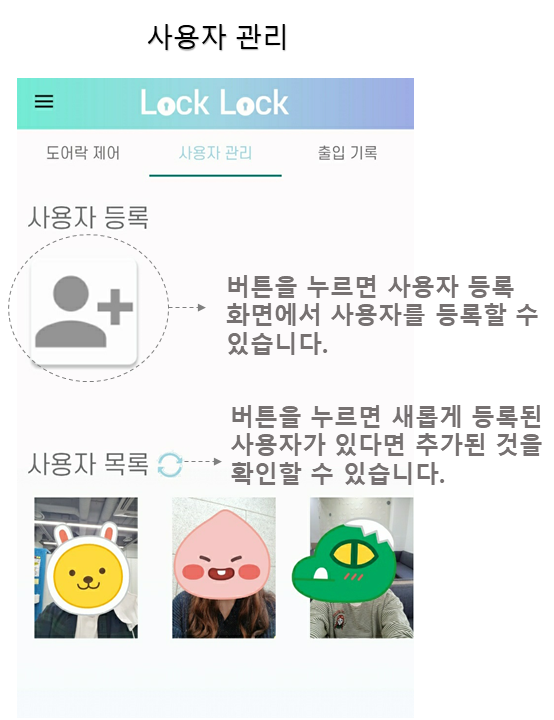 사용자 관리
Lock Lock
도어락 제어 사용자 관리 출입 기록
사용자 등록
버튼을 누르면 사용자 등록
화면에서 사용자를 등록할 수
있습니다.
버튼을 누르면 새롭게 등록된
사용자가 있다면 추가된 것을
확인할 수 있습니다.
사용자 목록